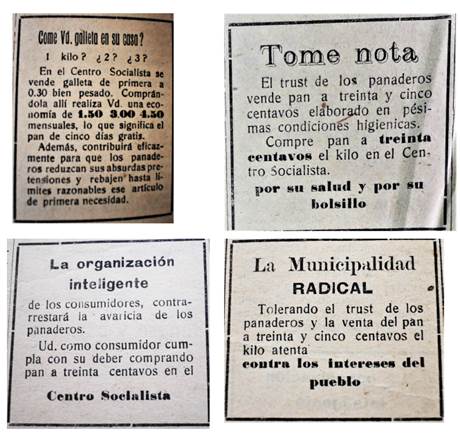 Come Vd. galleta en su casa?
1 kilo? ¿2? ¿3?
En el Centro Socialista se
vende galleta de primera a
0.30 bien pesado. Comprán-
dola allí realiza Vd. una eco-
nomía de 1.50 3.00 4.50
mensuales, lo que significa el
pan de cinco días gratis.
Además, contribuirá eficaz-
mente para que los panade-
ros reduzcan sus absurdas pre-
tensiones y rebajen hasta lí-
mites razonables ese artículo
de primera necesidad.
Tome nota
El trust de los panaderos
vende pan a treinta y cinco
centavos elaborado en pési-
mas condiciones higienicas.
Compre pan a treinta
centavos el kilo en el Cen-
tro Socialista.
por su salud y por su
bolsillo
La organización
inteligente
de los consumidores, contra-
rrestará la avaricia de los
panaderos.
Ud. como consumidor cum-
pla con su deber comprando
pan a treinta centavos en el
Centro Socialista
La Municipalidad
RADICAL
Tolerando el trust de los
panaderos y la venta del pan
a treinta y cinco centavos el
kilo atenta
contra los intereses del
pueblo